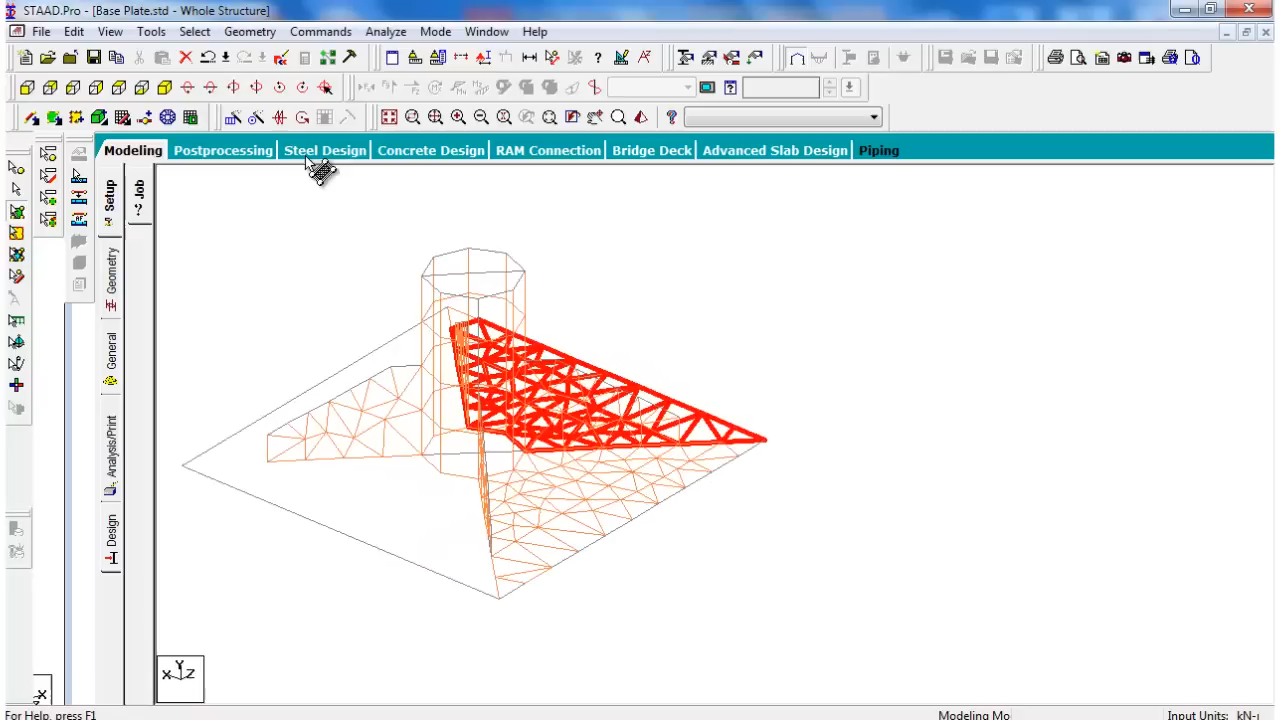 STAAD.Pro - [Base Plate.std - Whole Structure]
File Edit View Tools Select Geometry Commands Analyze Mode Window Help
Modeling Postprocessing Steel Design Concrete Design RAM Connection Bridge Deck Advanced Slab Design Piping
Setup
Job
Geometry
General
Analysis/Print
Design
Y
X Z
X
For Help, press F1
Modeling Mo
Input Units: kN-